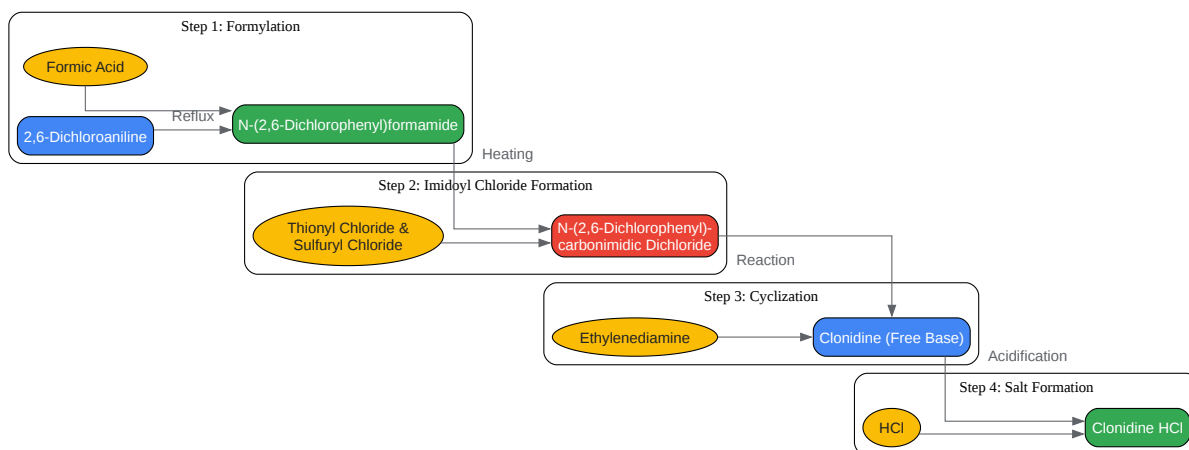 Step 1: Formylation
Formic Acid
Reflux
2,6-Dichloroaniline
N-(2,6-Dichlorophenyl)formamide
Heating
Step 2: Imidoyl Chloride Formation
Thionyl Chloride &
Sulfuryl Chloride
N-(2,6-Dichlorophenyl)-
carbonimidic Dichloride
Reaction
Step 3: Cyclization
Ethylenediamine
Clonidine (Free Base)
Acidification
Step 4: Salt Formation
HCl
Clonidine HCl